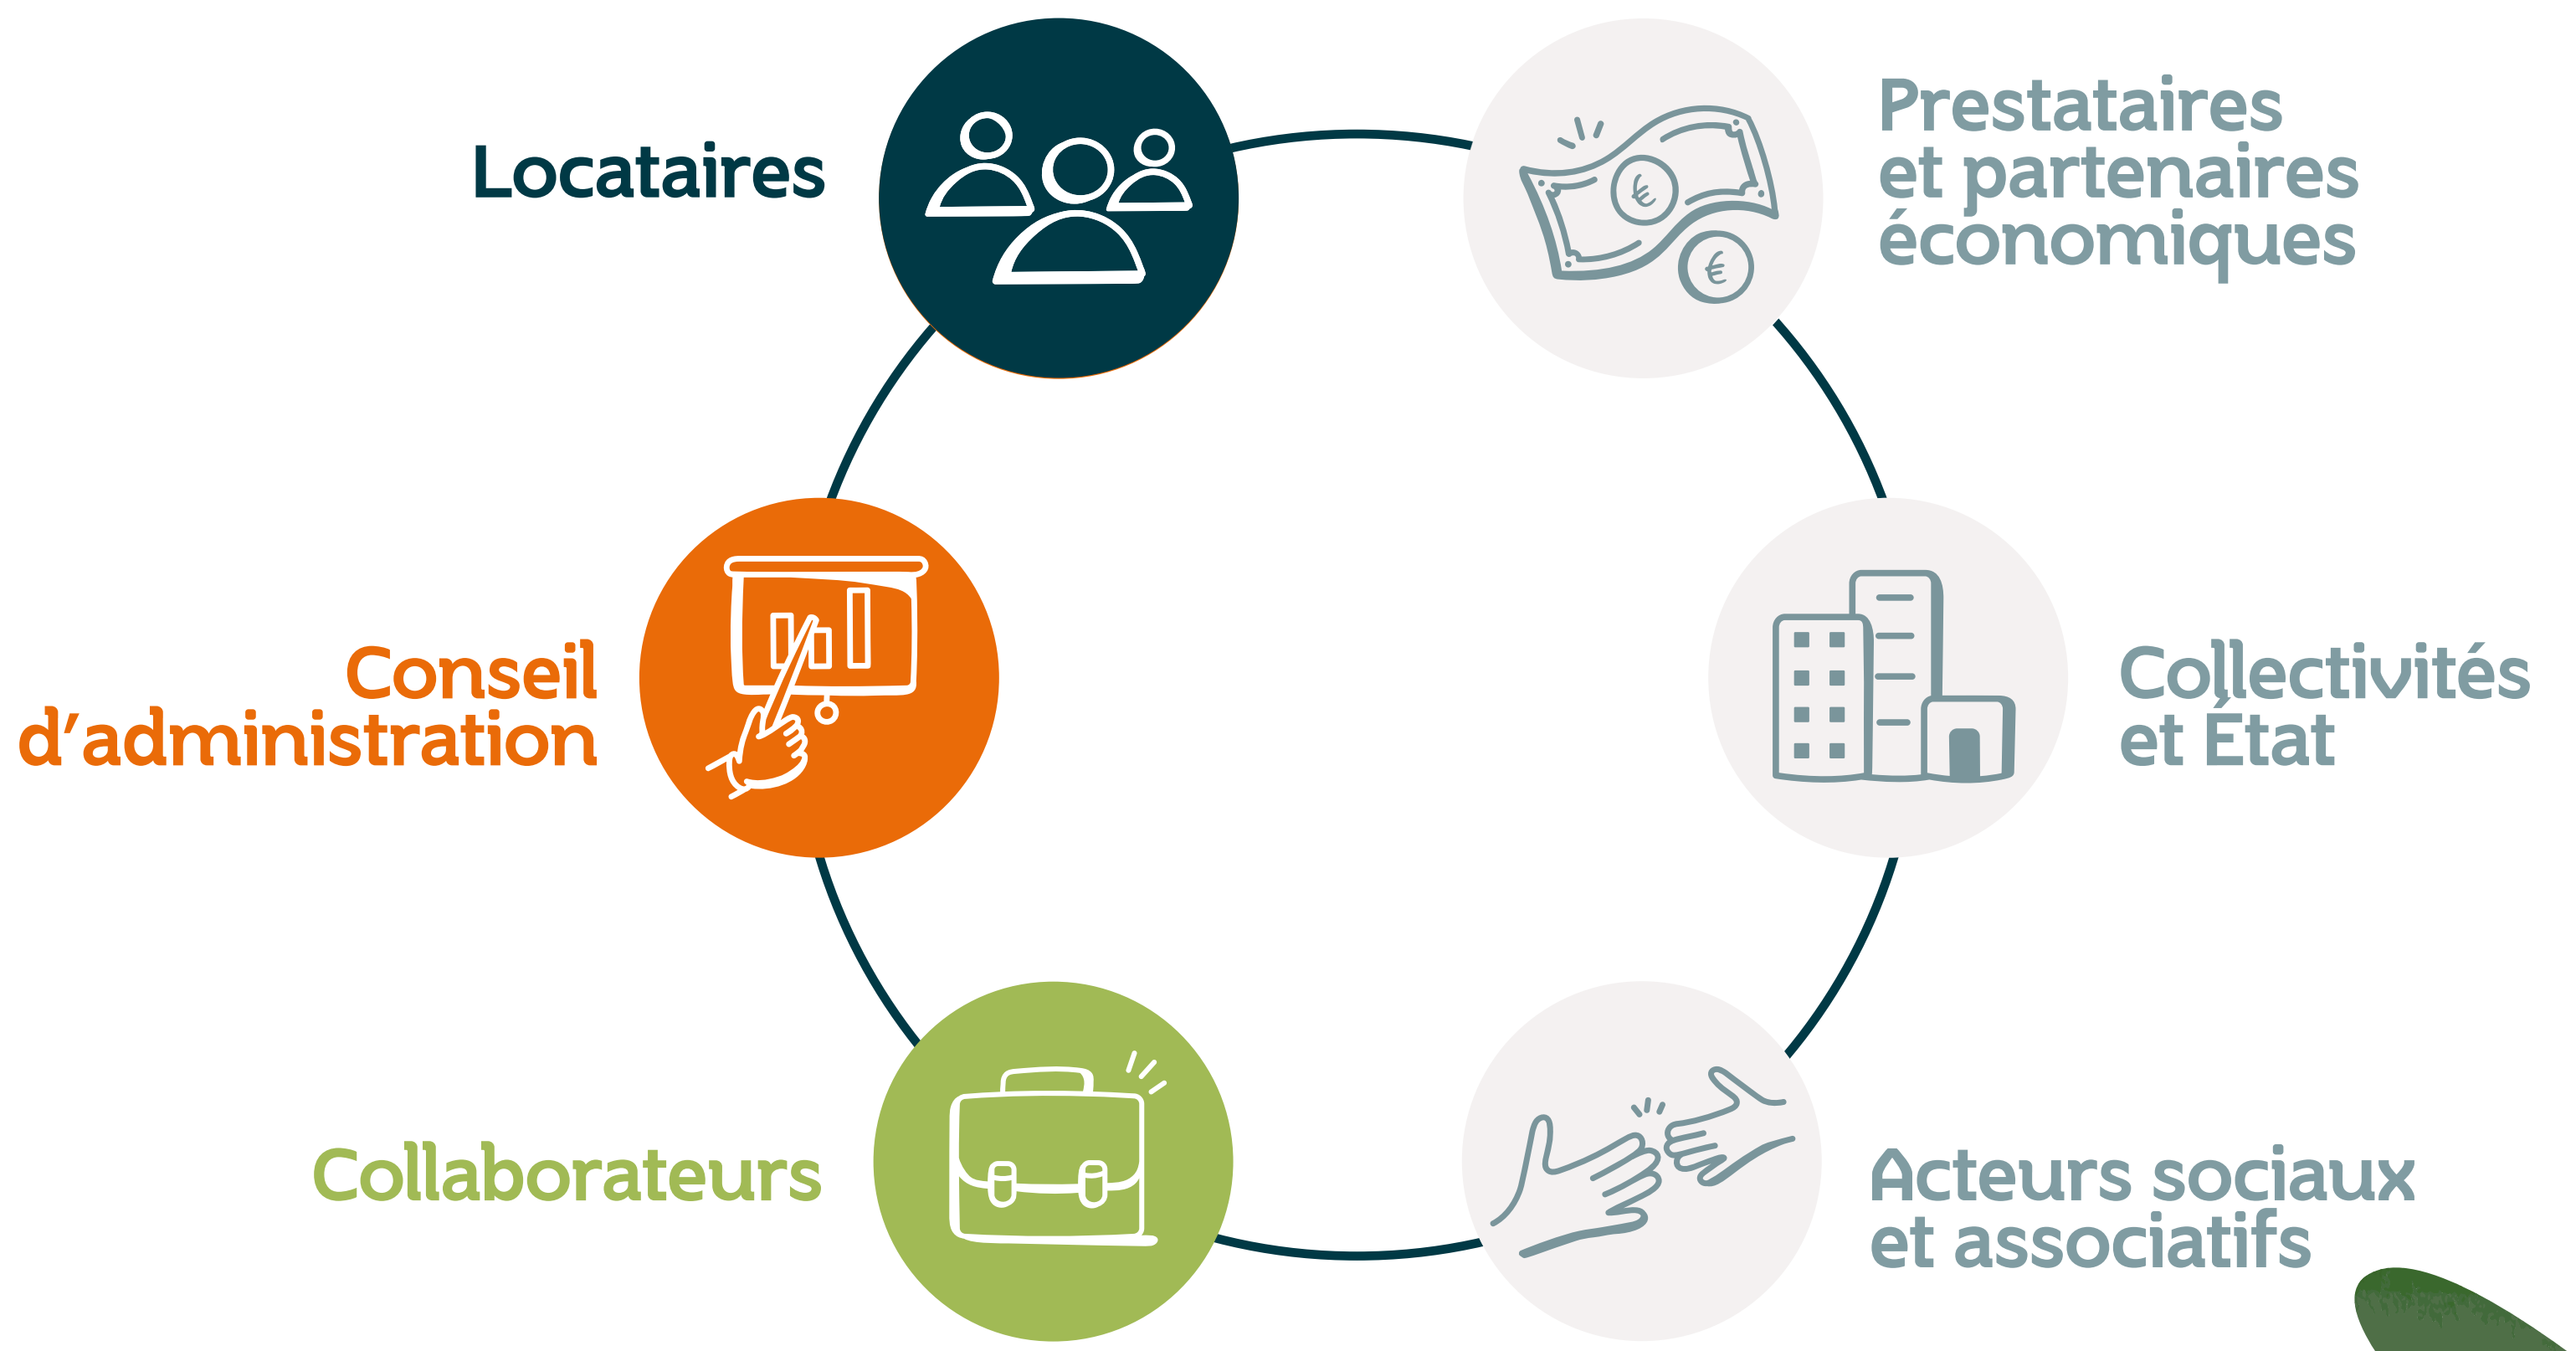 Locataires
Prestataires
et partenaires
économiques
Conseil
d’administration
Collectivités
et État
Collaborateurs
Acteurs sociaux
et associatifs
€
€